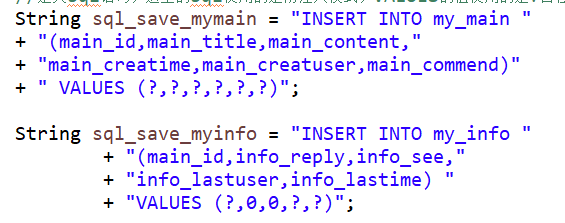 String sql_save_mymain = "INSERT INTO my_main "
+ "(main_id,main_title,main_content,"
+ "main_creatime,main_creatuser,main_commend)"
+ " VALUES (?,?,?,?,?,?)";
String sql_save_myinfo = "INSERT INTO my_info "
+ "(main_id,info_reply,info_see,"
+ "info_lastuser,info_lastime) "
+ "VALUES (?,0,0,?,?)";